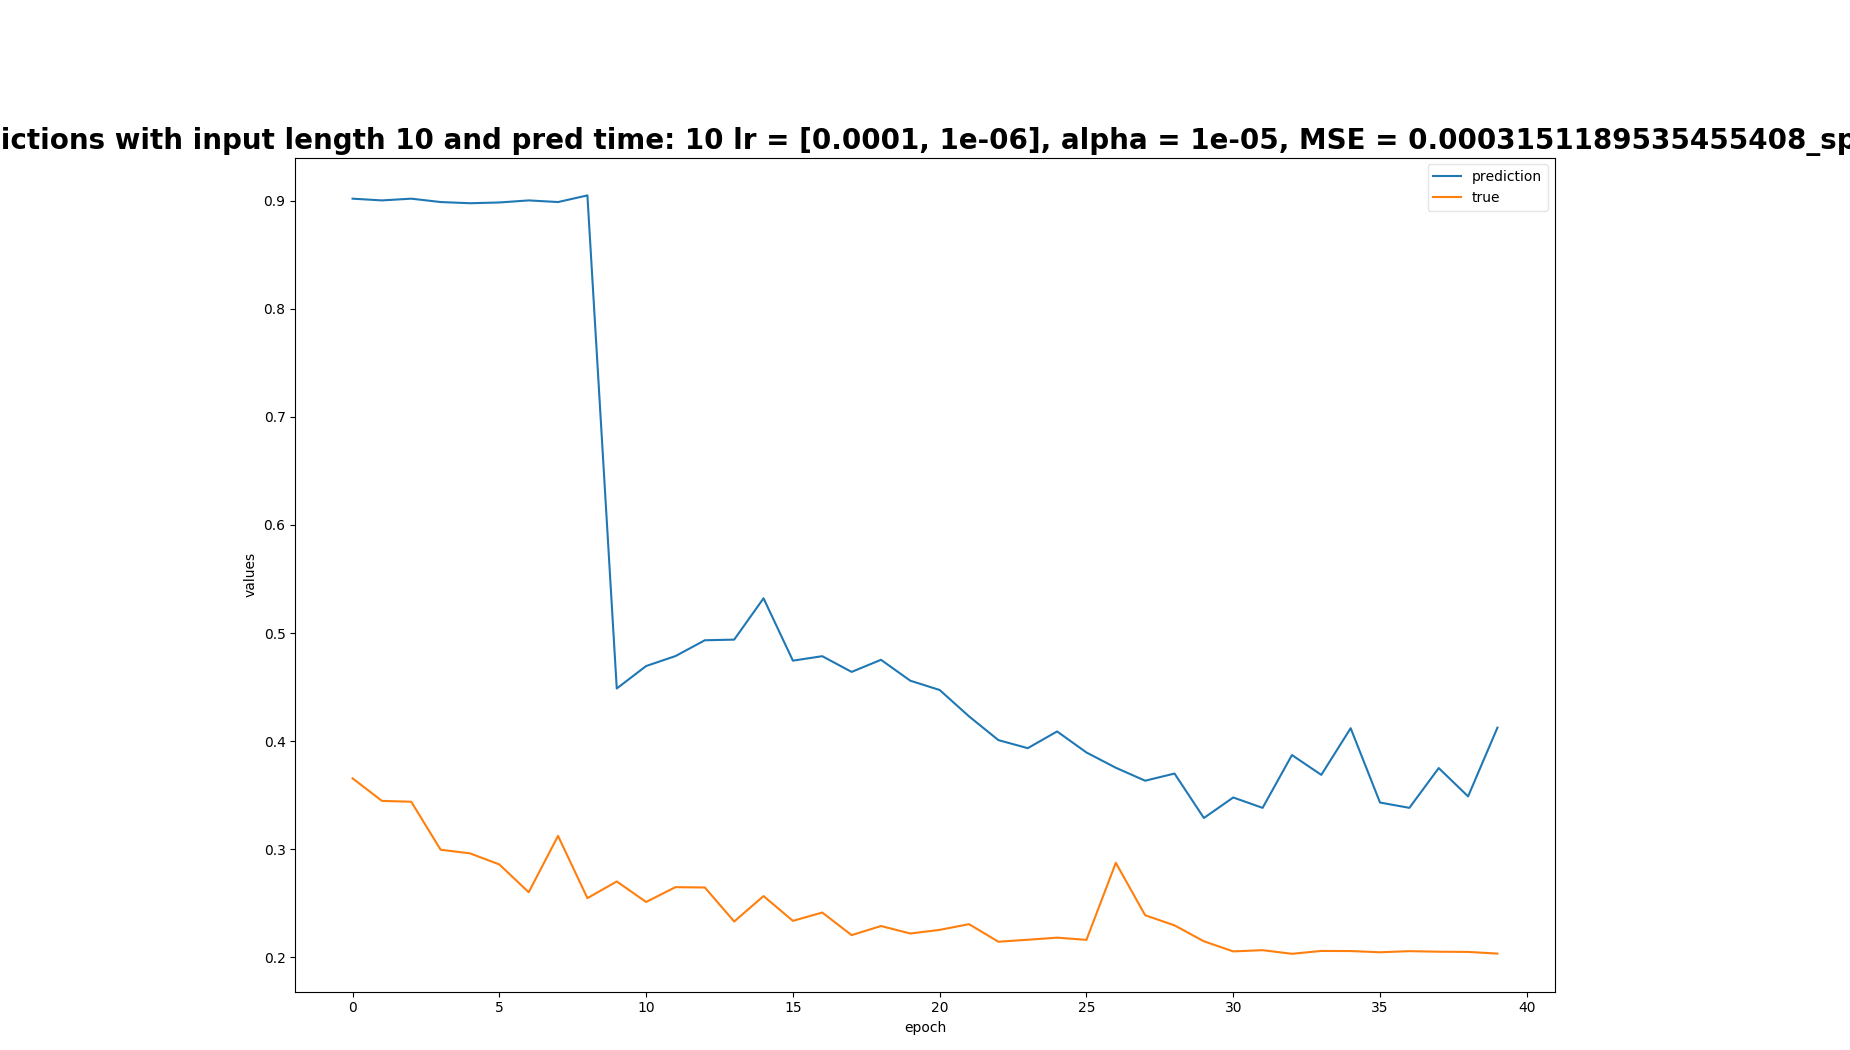 ictions with input length 10 and pred time: 10 lr = [0.0001, 1e-06], alpha = 1e-05, MSE = 0.0003151189535455408_sp
prediction
true
0.9
0.8
0.7
0.6
0.5
0.4
0.3
0.2
values
0 5 10 15 20 25 30 35 40
epoch